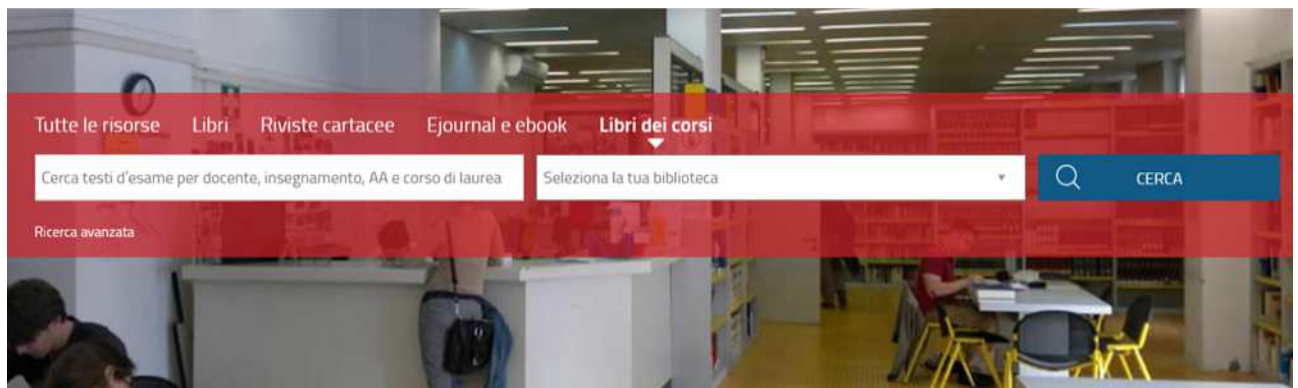 Tutte le risorse Libri Riviste cartacee Ejournal e ebook Libri dei corsi
Cerca testi d'esame per docente, insegnamento, AA e corso di laurea Seleziona la tua biblioteca CERCA
Ricerca avanzata